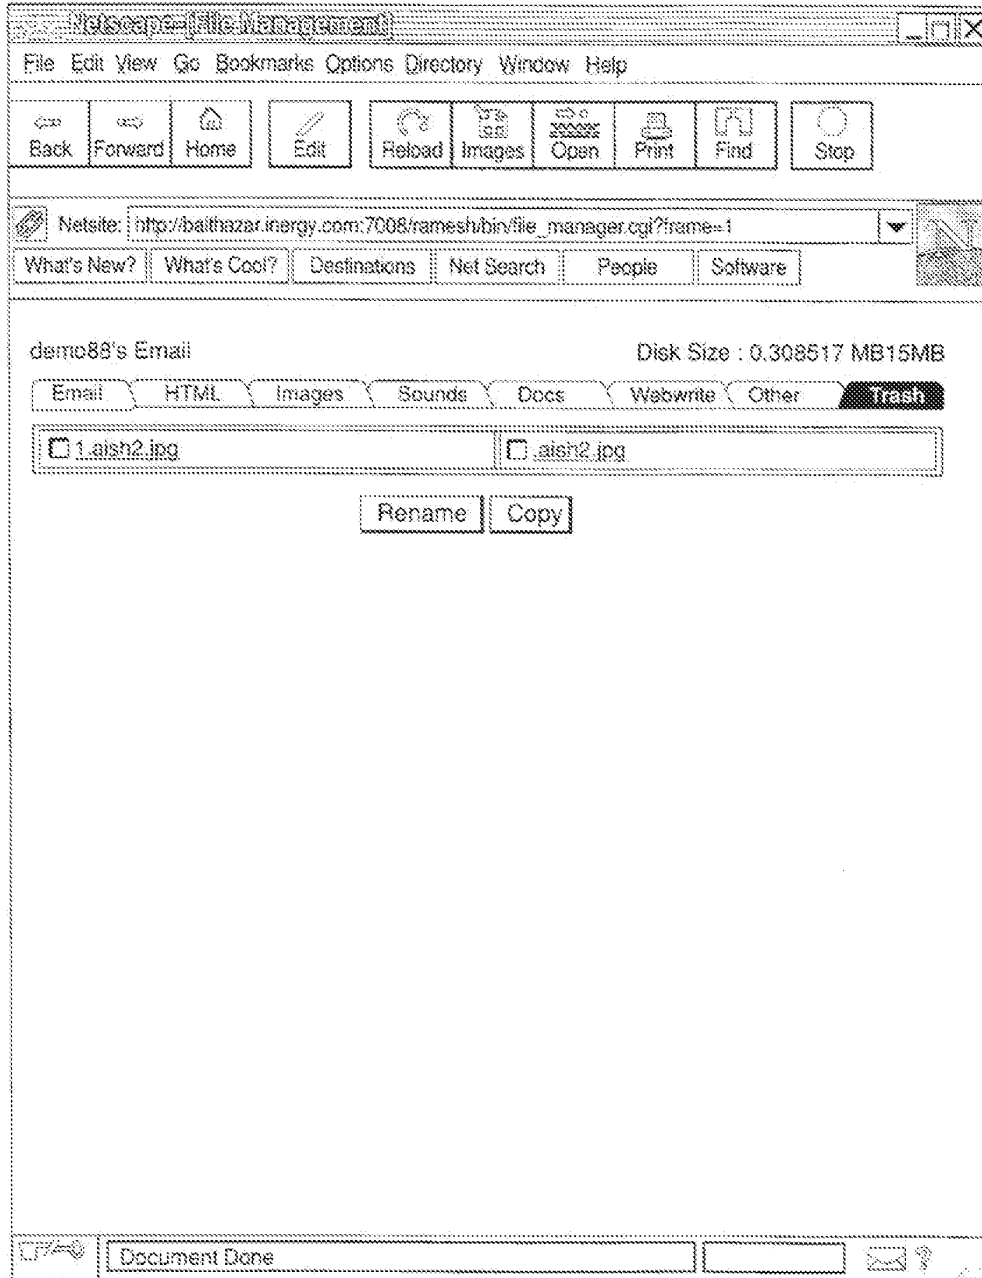 Netscape-[File Management]
File Edit View Go Bookmarks Options Directory Window Help
Back Forward Home Edit Reload Images Open Print Find Stop
Netsite: http://balthazar.inergy.com:7008/ramesh/bin/file_manager.cgi?frame=1
What's New? What's Cool? Destinations Net Search People Software
demo88's Email Disk Size : 0.308517 MB15MB
Email HTML Images Sounds Docs Webwrite Other Trash
1.aish2.jpg .aish2.jpg
Rename Copy
Document Done